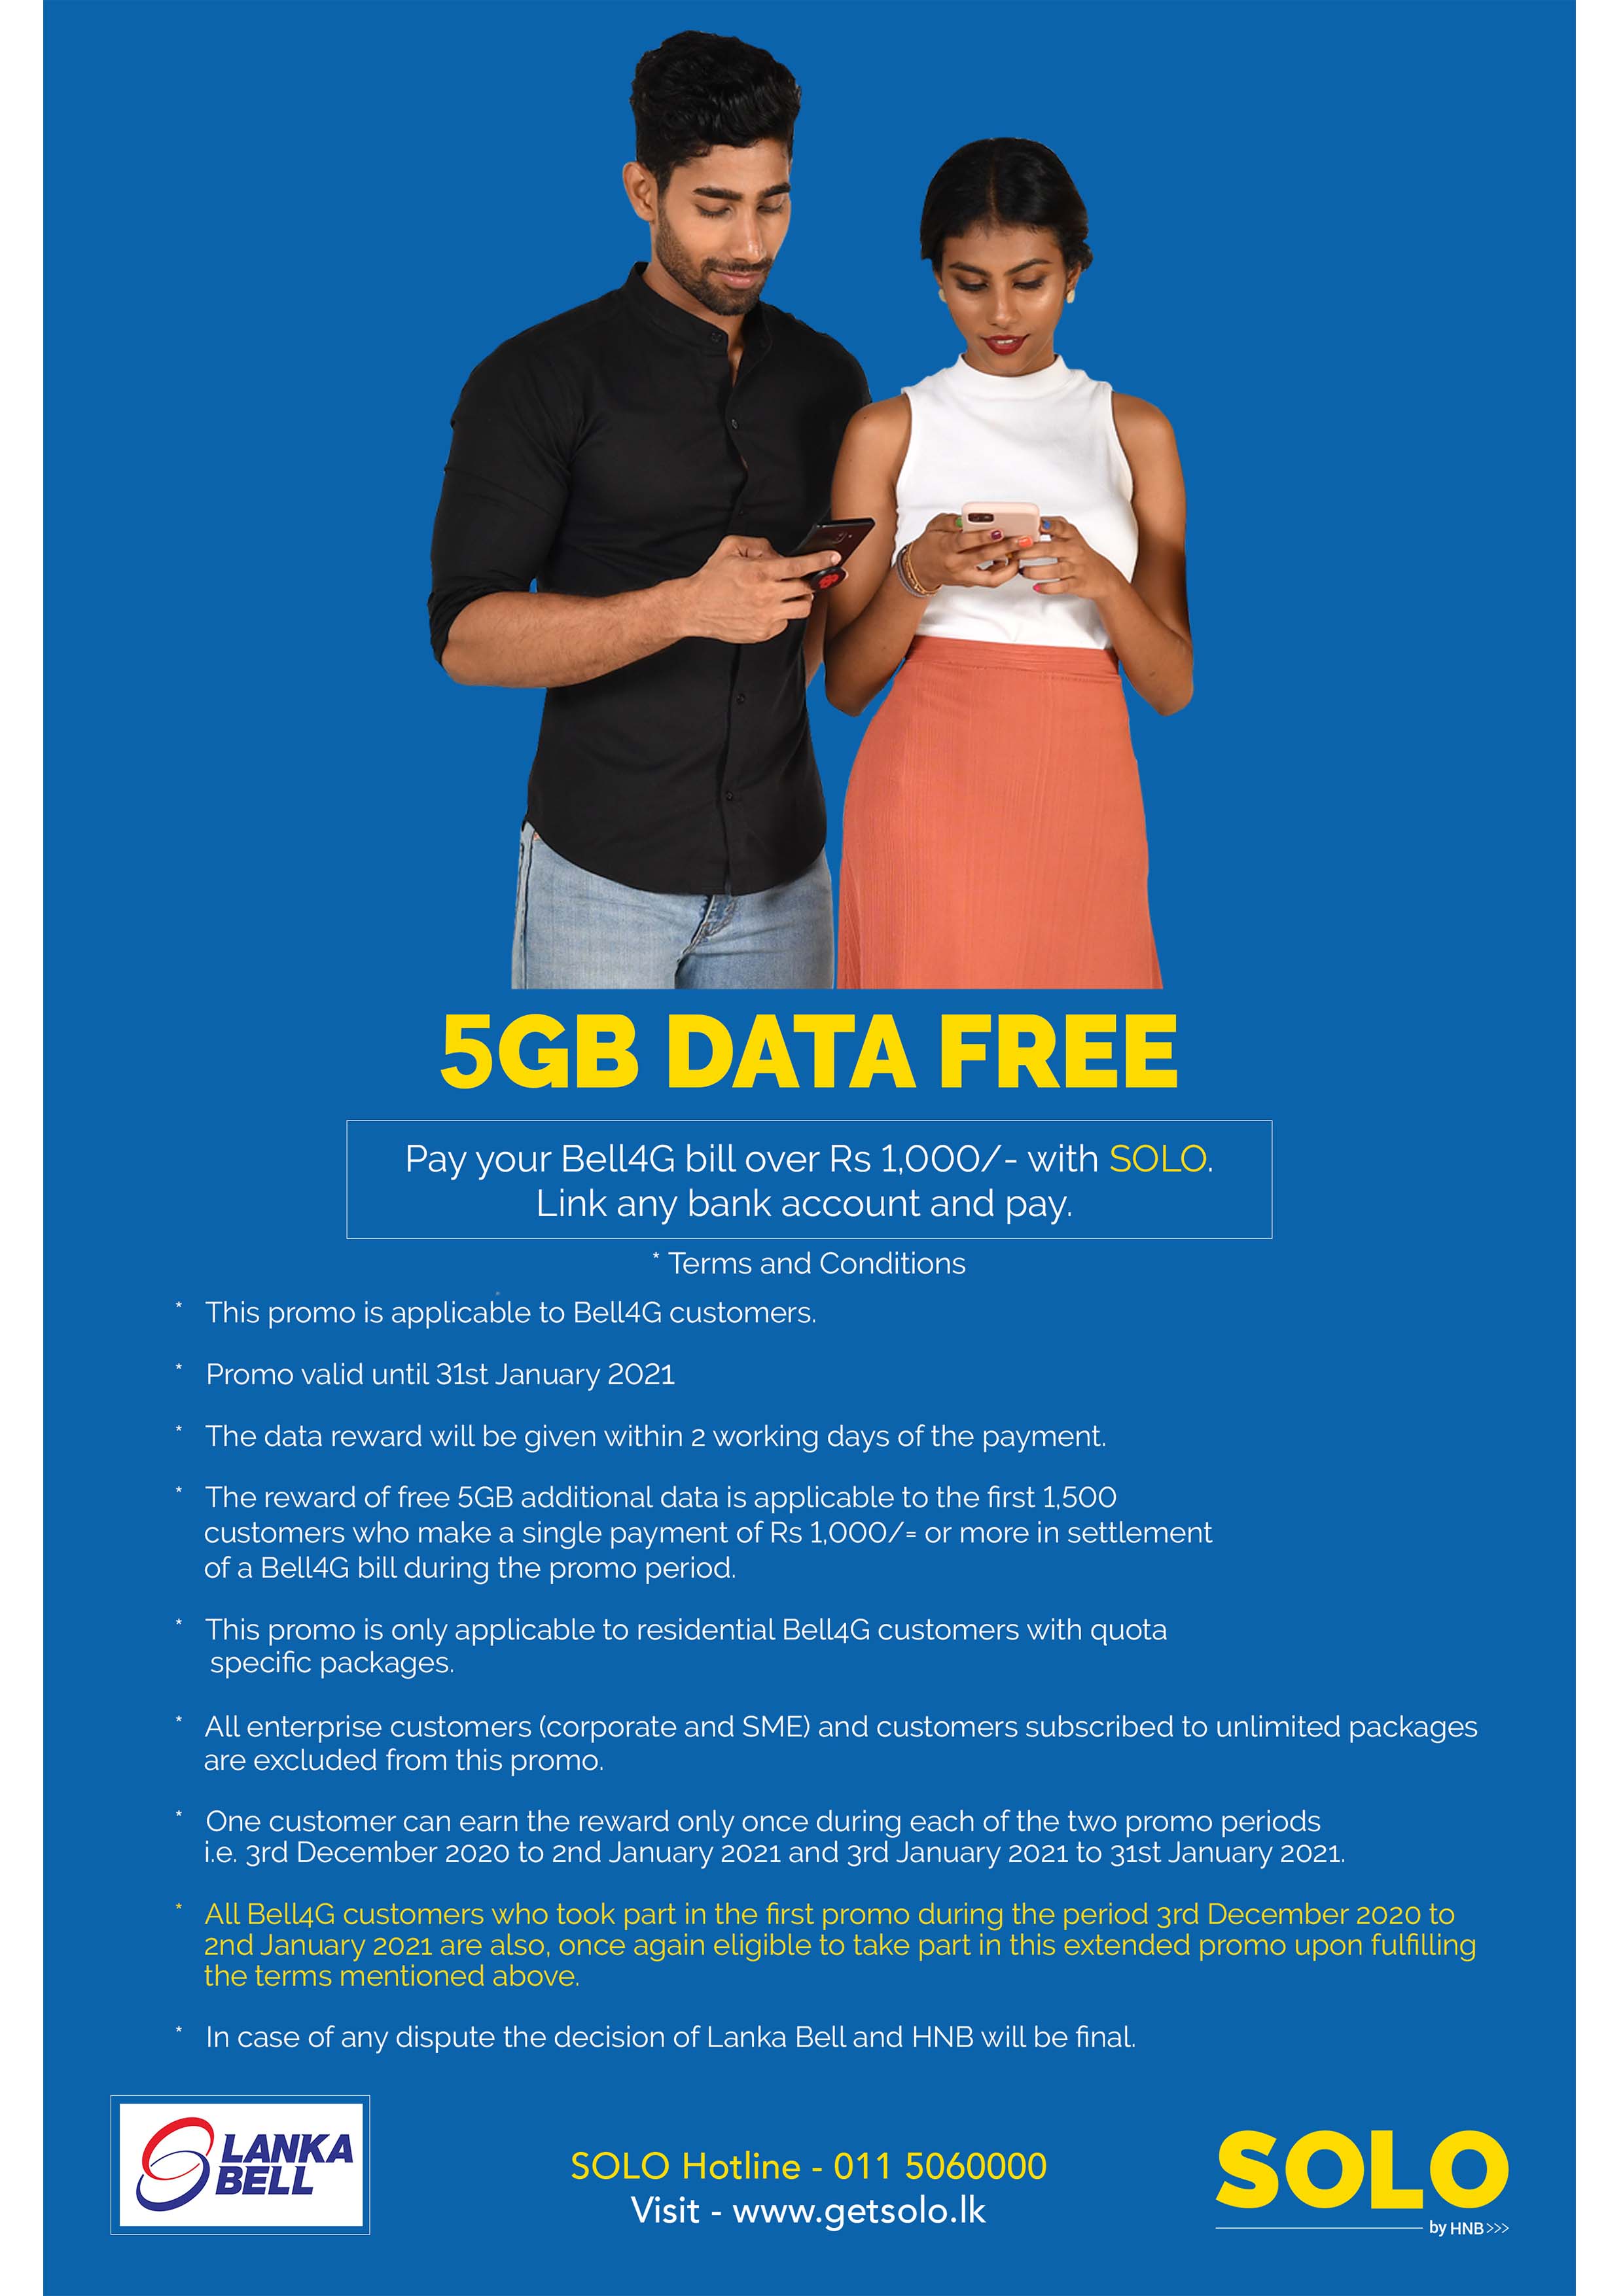 5GB DATA FREE
Pay your Bell4G bill over Rs 1,000/- with SOLO.
Link any bank account and pay.
* Terms and Conditions
* This promo is applicable to Bell4G customers.
* Promo valid until 31st January 2021
* The data reward will be given within 2 working days of the payment.
* The reward of free 5GB additional data is applicable to the first 1,500
customers who make a single payment of Rs 1,000/= or more in settlement
of a Bell4G bill during the promo period.
* This promo is only applicable to residential Bell4G customers with quota
specific packages.
* All enterprise customers (corporate and SME) and customers subscribed to unlimited packages
are excluded from this promo.
* One customer can earn the reward only once during each of the two promo periods
i.e. 3rd December 2020 to 2nd January 2021 and 3rd January 2021 to 31st January 2021.
* All Bell4G customers who took part in the first promo during the period 3rd December 2020 to
2nd January 2021 are also, once again eligible to take part in this extended promo upon fulfilling
the terms mentioned above.
* In case of any dispute the decision of Lanka Bell and HNB will be final.
LANKA
BELL
SOLO Hotline - 011 5060000
Visit - www.getsolo.lk
SOLO
by HNB>>>